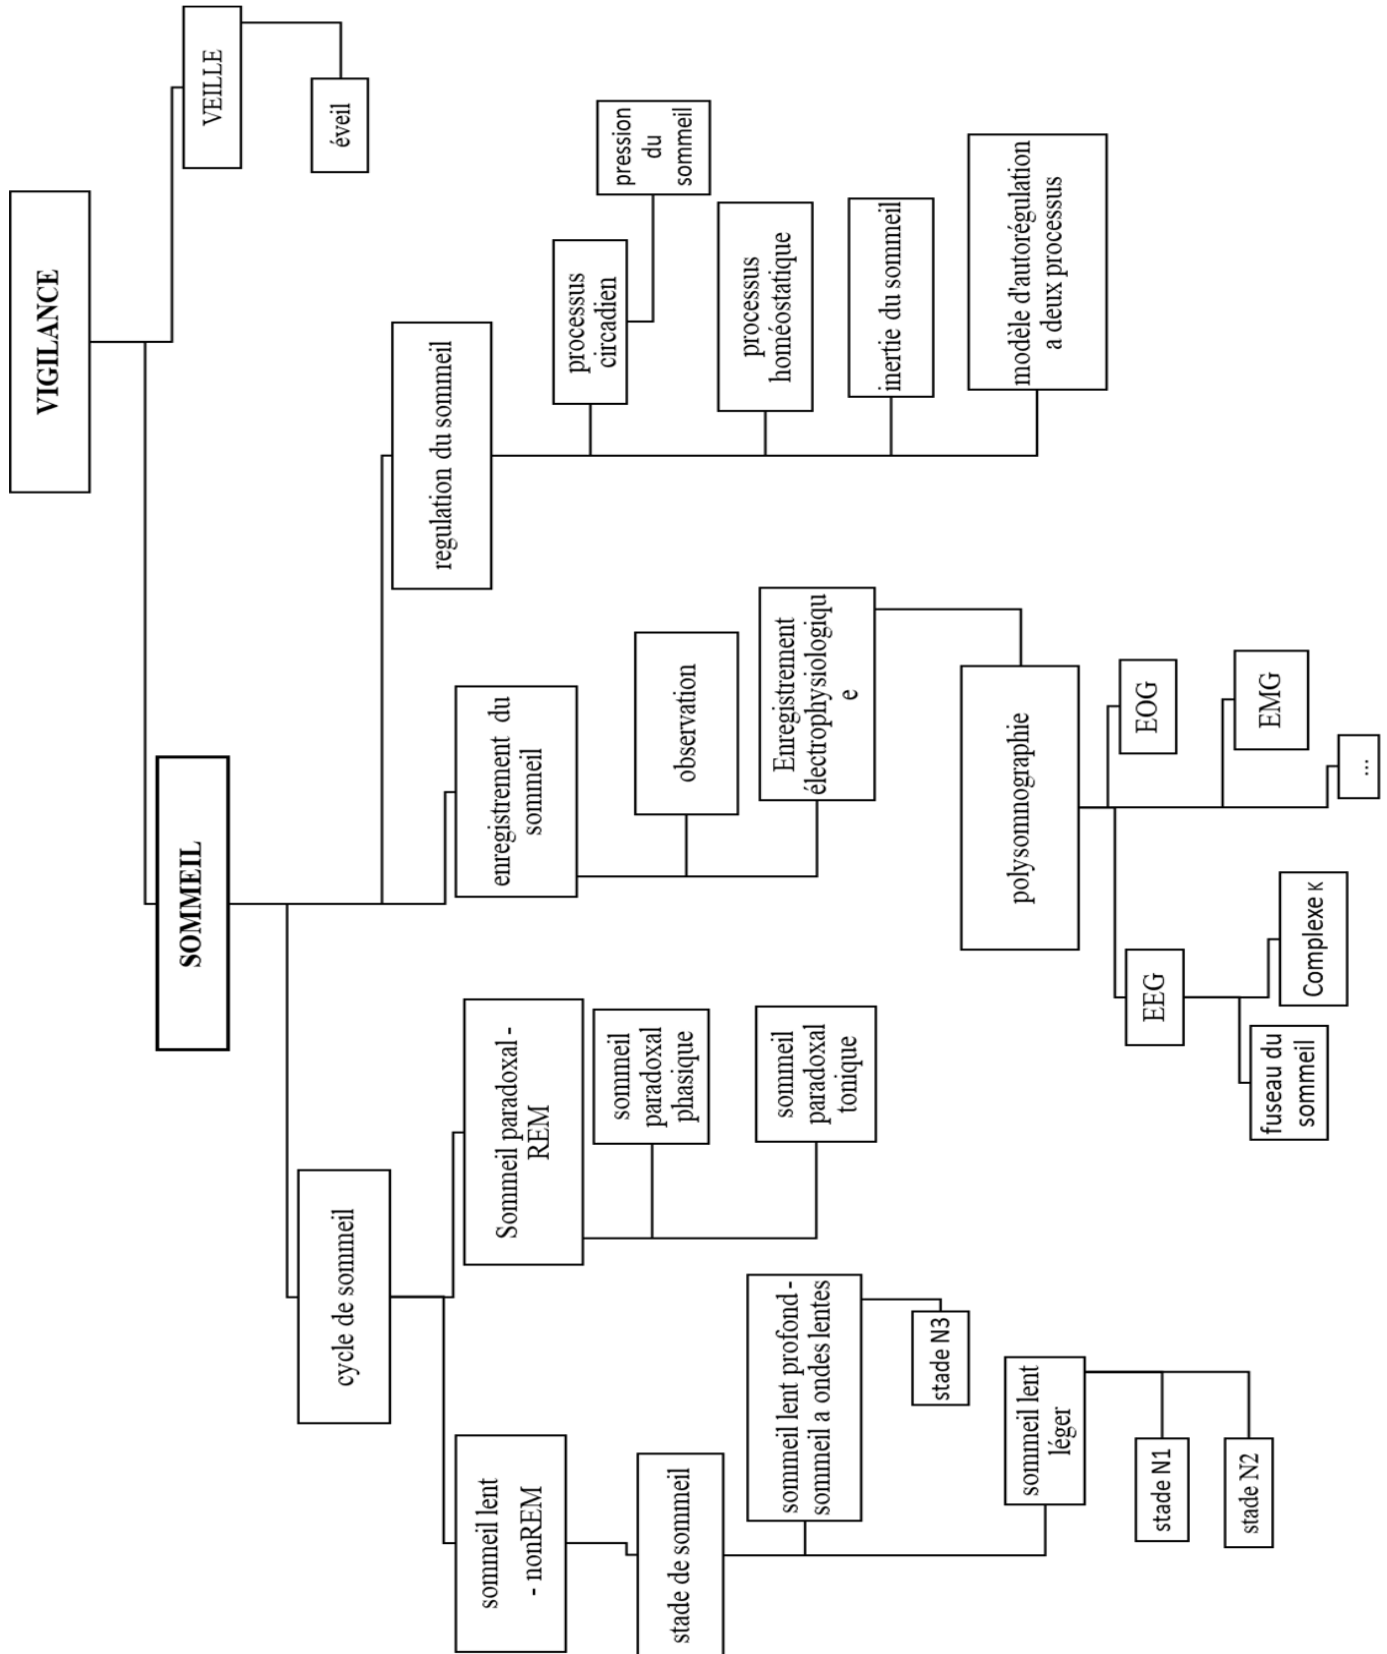 VIGILANCE
SOMMEIL
VEILLE
éveil
cycle de sommeil
enregistrement du
sommeil
regulation du sommeil
sommeil lent
- nonREM
Sommeil paradoxal -
REM
stade de sommeil
sommeil lent profond -
sommeil a ondes lentes
stade N3
sommeil lent
léger
stade N1
stade N2
sommeil
paradoxal
phasique
sommeil
paradoxal
tonique
observation
Enregistrement
électrophysiologiqu
e
polysomnographie
EEG
fuseau du
sommeil
Complexe K
EOG
EMG
...
processus
circadien
pression
du
sommeil
processus
homéostatique
inertie du sommeil
modèle d'autorégulation
a deux processus